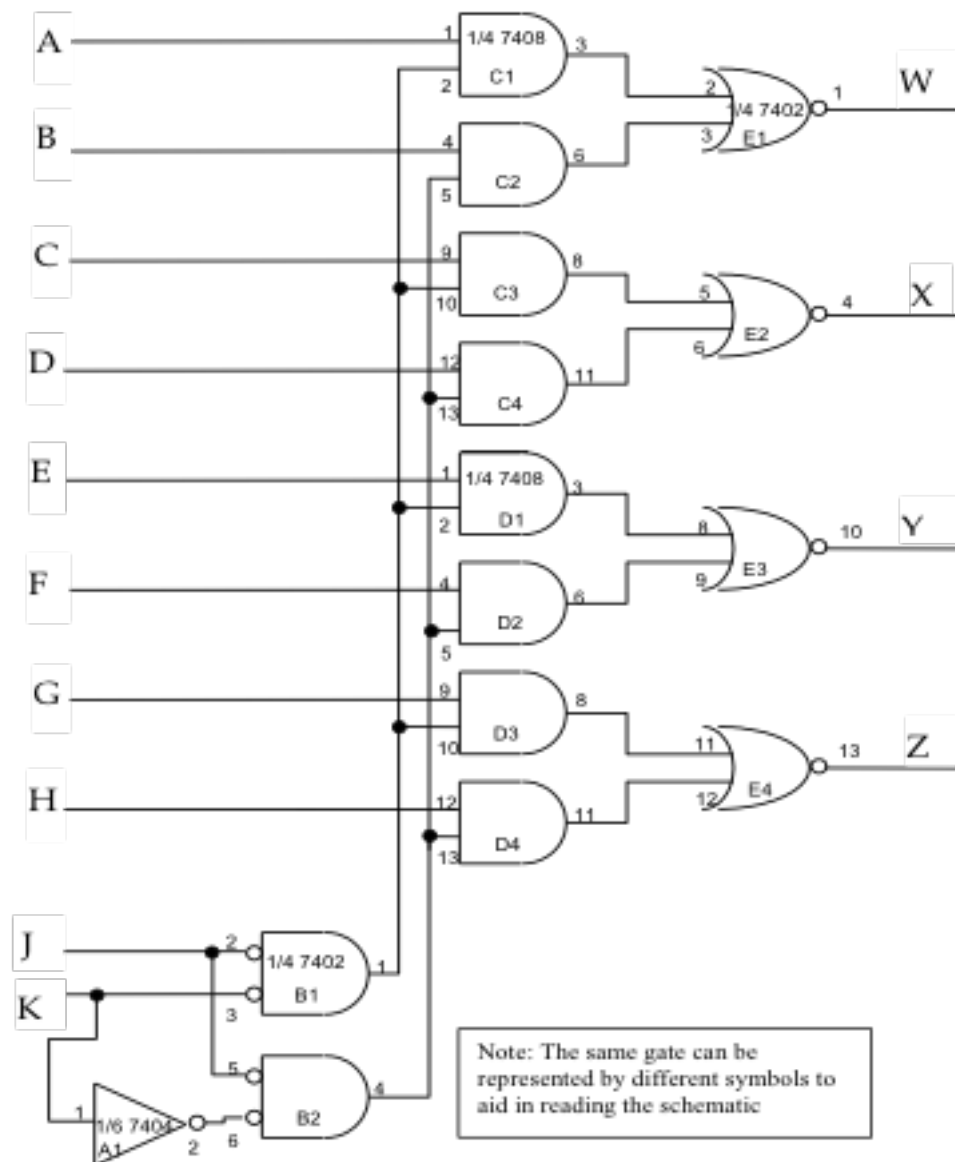 A
1
1/4 7408
3
C1
2
2
1/4 7402
1
W
3
E1
B
4
6
C2
5
C
9
8
C3
10
5
4
X
E2
6
D
12
11
C4
13
E
1
1/4 7408
3
D1
2
8
10
Y
E3
9
F
4
6
D2
5
G
9
8
D3
10
11
13
Z
E4
12
H
12
11
D4
13
J
2
1/4 7402
1
B1
K
3
5
4
B2
6
1
1/6 7404
A1
2
Note: The same gate can be
represented by different symbols to
aid in reading the schematic